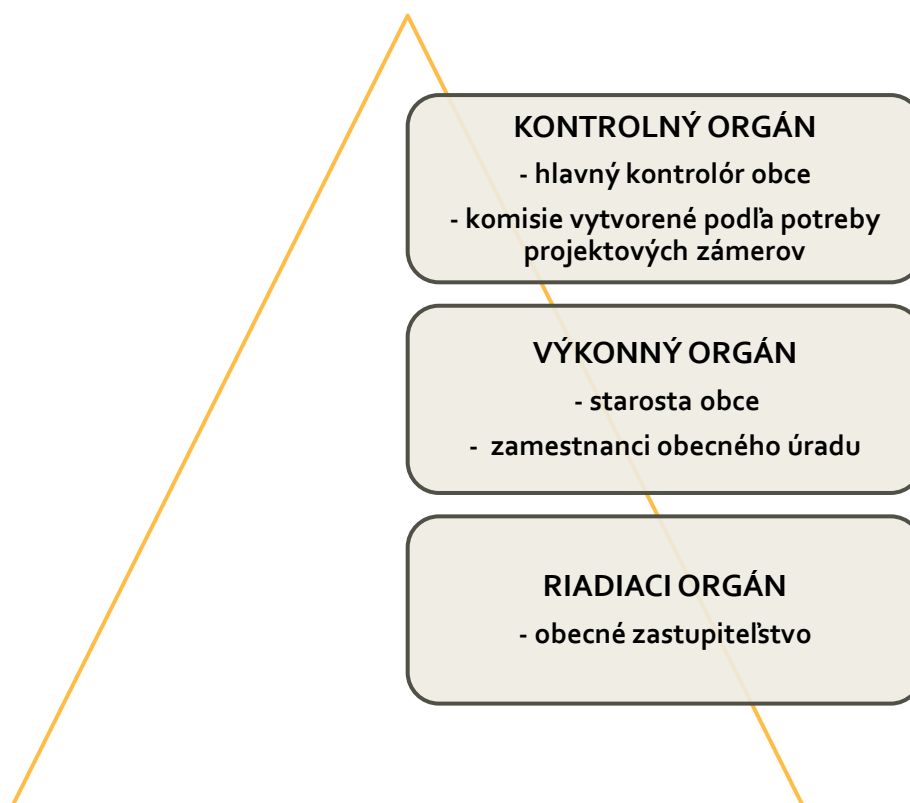 KONTROLNÝ ORGÁN
- hlavný kontrolór obce
- komisie vytvorené podľa potreby
projektových zámerov
VÝKONNÝ ORGÁN
- starosta obce
- zamestnanci obecného úradu
RIADIACI ORGÁN
- obecné zastupiteľstvo